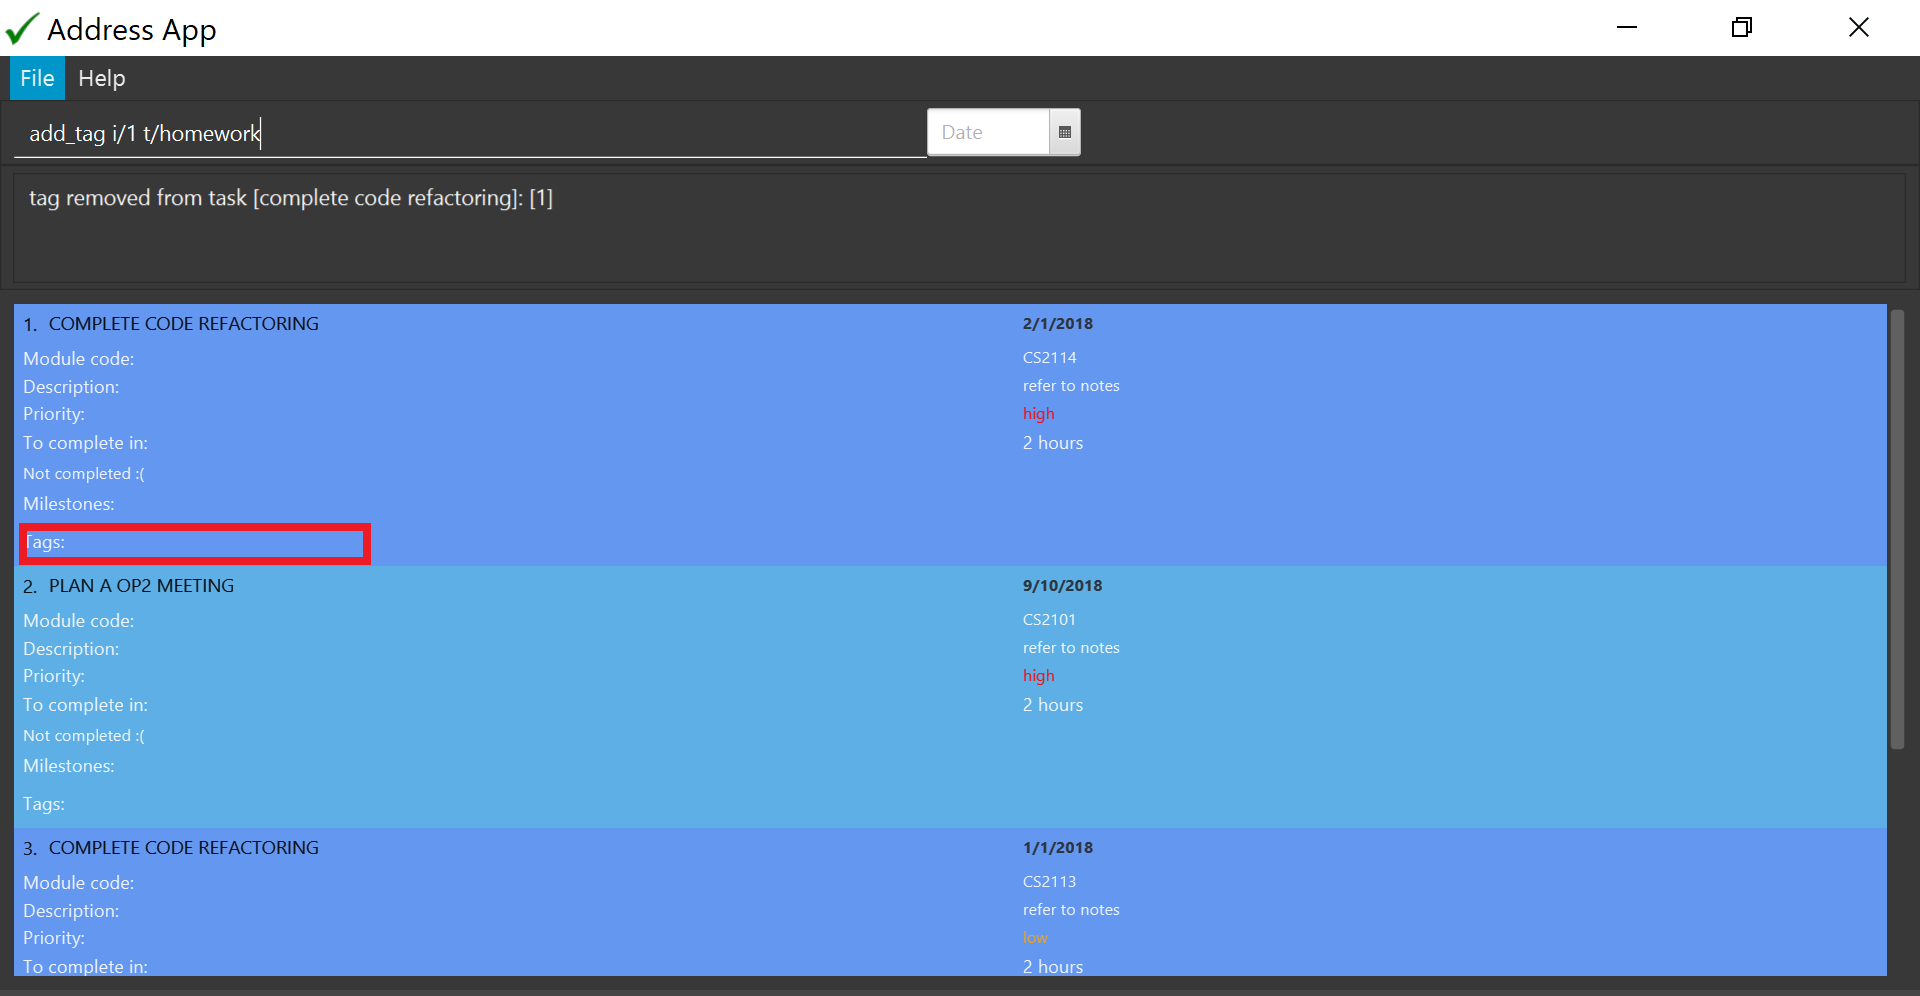 Address App
File Help
add_tag i/1 t/homework
Date
tag removed from task [complete code refactoring]: [1]
1. COMPLETE CODE REFACTORING 2/1/2018
Module code: CS2114
Description: refer to notes
Priority: high
To complete in: 2 hours
Not completed :(
Milestones:
Tags:
2. PLAN A OP2 MEETING 9/10/2018
Module code: CS2101
Description: refer to notes
Priority: high
To complete in: 2 hours
Not completed :(
Milestones:
Tags:
3. COMPLETE CODE REFACTORING 1/1/2018
Module code: CS2113
Description: refer to notes
Priority: low
To complete in: 2 hours